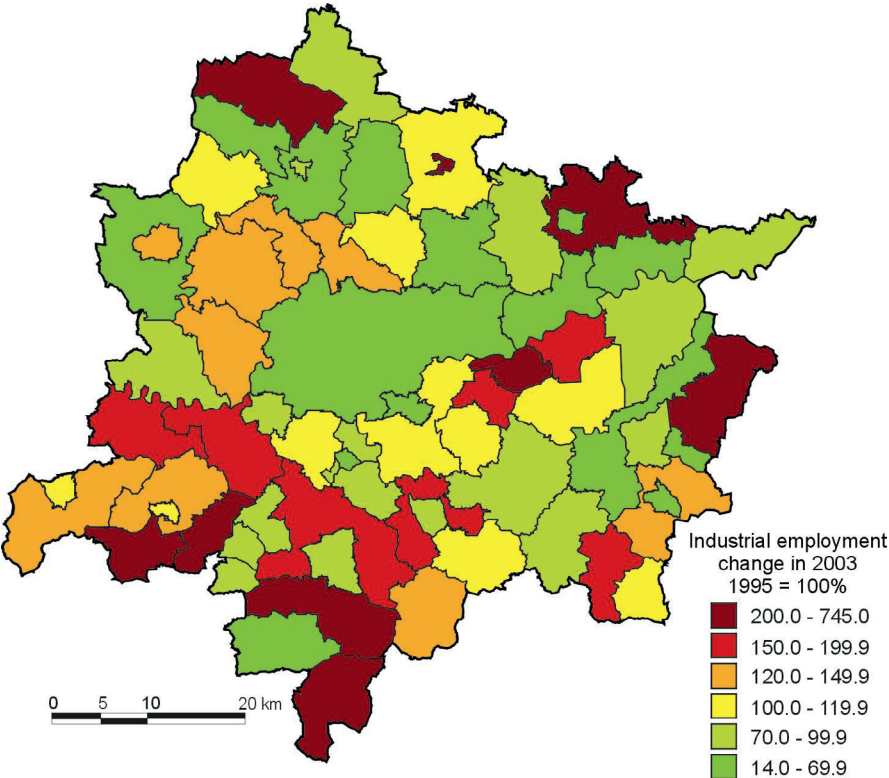 Industrial employment
change in 2003
1995 = 100%
200.0 - 745.0
150.0 - 199.9
120.0 - 149.9
100.0 - 119.9
70.0 - 99.9
14.0 - 69.9
0 5 10 20 km